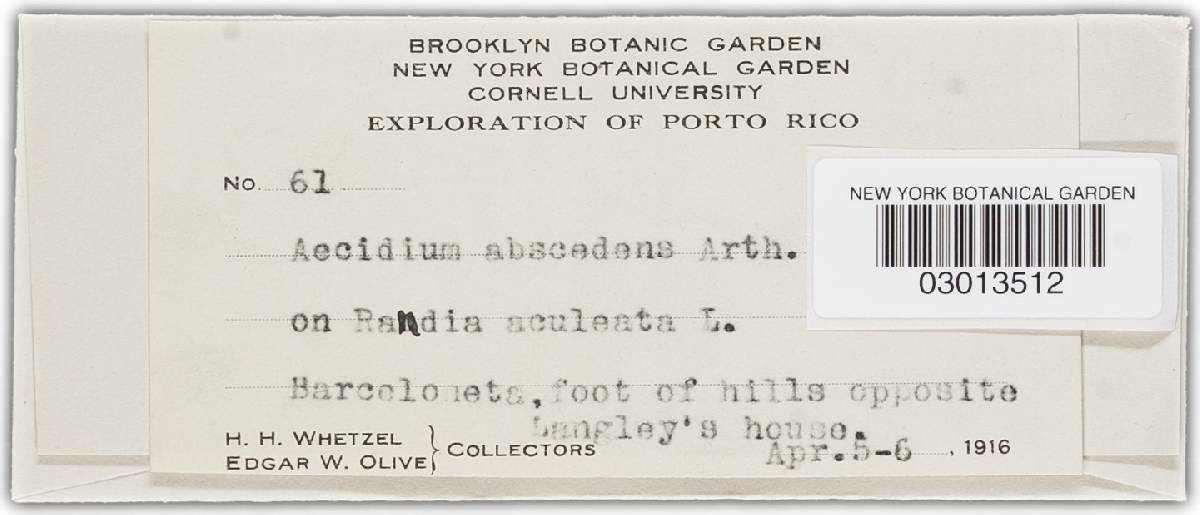 BROOKLYN BOTANIC GARDEN
NEW YORK BOTANICAL GARDEN
CORNELL UNIVERSITY
EXPLORATION OF PORTO RICO
No. 61
NEW YORK BOTANICAL GARDEN
03013512
Aecidium abscedens Arth.
on Randia aculeata L.
Barceloneta, foot of hills opposite
Langley's house.
H. H. WHETZEL
EDGAR W. OLIVE } COLLECTORS
Apr. 5-6, 1916